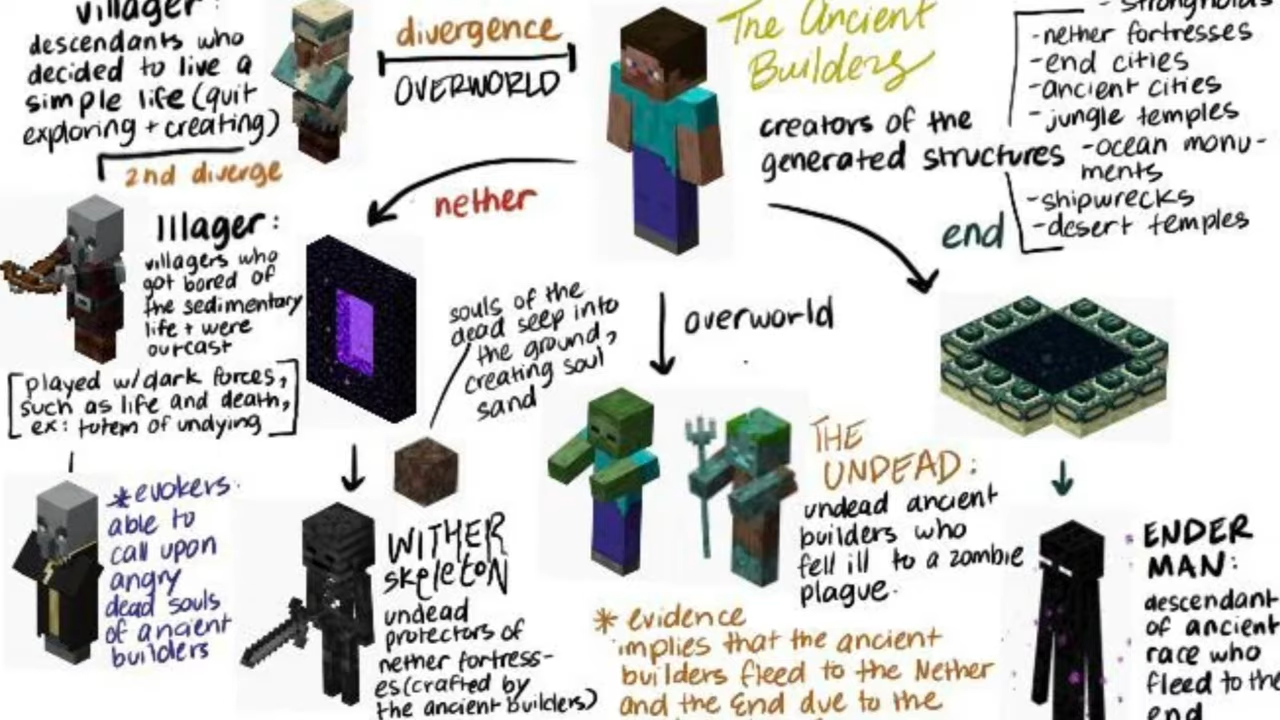 villager:
descendants who
decided to live a
simple life (quit
exploring + creating)
divergence
OVERWORLD
The Ancient
Builders
creators of the
generated structures
- strongholds
- nether fortresses
- end cities
- ancient cities
- jungle temples
- ocean monu-
ments
- shipwrecks
- desert temples
2nd diverge
Illager:
villagers who
got bored of
the sedimentary
life + were
outcast
[played w/dark forces,
such as life and death,
ex: totem of undying]
* evokers.
able to
call upon
angry
dead souls
of ancient
builders
nether
souls of the
dead seep into
the ground,
creating soul
sand
WITHER
skeleton
undead
protectors of
nether fortress-
es (crafted by
the ancient builders)
overworld
THE
UNDEAD:
undead ancient
builders who
fell ill to a zombie
plague.
* evidence
implies that the ancient
builders fleed to the Nether
and the End due to the
end
ENDER
MAN:
descendant
of ancient
race who
fleed to the
end